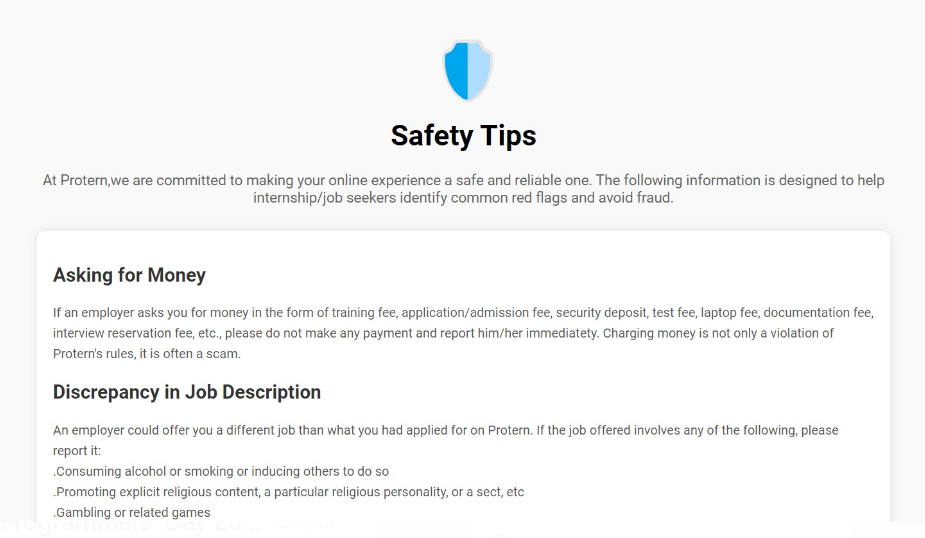 Safety Tips
At Protern,we are committed to making your online experience a safe and reliable one. The following information is designed to help
internship/job seekers identify common red flags and avoid fraud.
Asking for Money
If an employer asks you for money in the form of training fee, application/admission fee, security deposit, test fee, laptop fee, documentation fee,
interview reservation fee, etc., please do not make any payment and report him/her immediately. Charging money is not only a violation of
Protern's rules, it is often a scam.
Discrepancy in Job Description
An employer could offer you a different job than what you had applied for on Protern. If the job offered involves any of the following, please
report it:
.Consuming alcohol or smoking or inducing others to do so
.Promoting explicit religious content, a particular religious personality, or a sect, etc
.Gambling or related games